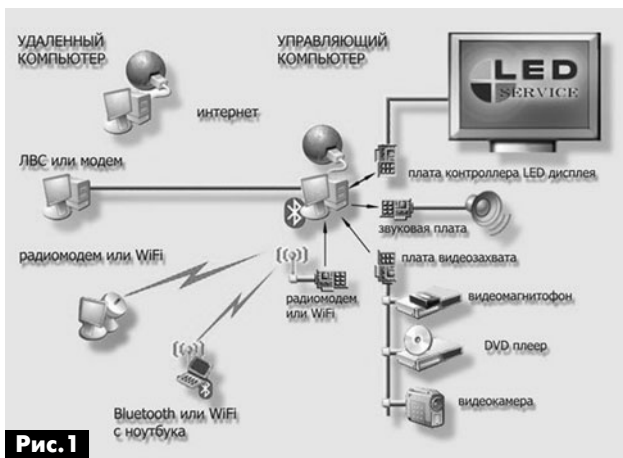 УДАЛЕННЫЙ
КОМПЬЮТЕР
УПРАВЛЯЮЩИЙ
КОМПЬЮТЕР
LED
SERVICE
интернет
ЛВС или модем
плата контроллера LED дисплея
звуковая плата
радиомодем или WiFi
плата видеозахвата
радиомодем
или WiFi
видеомагнитофон
DVD плеер
видеокамера
Bluetooth или WiFi
с ноутбука
Рис.1